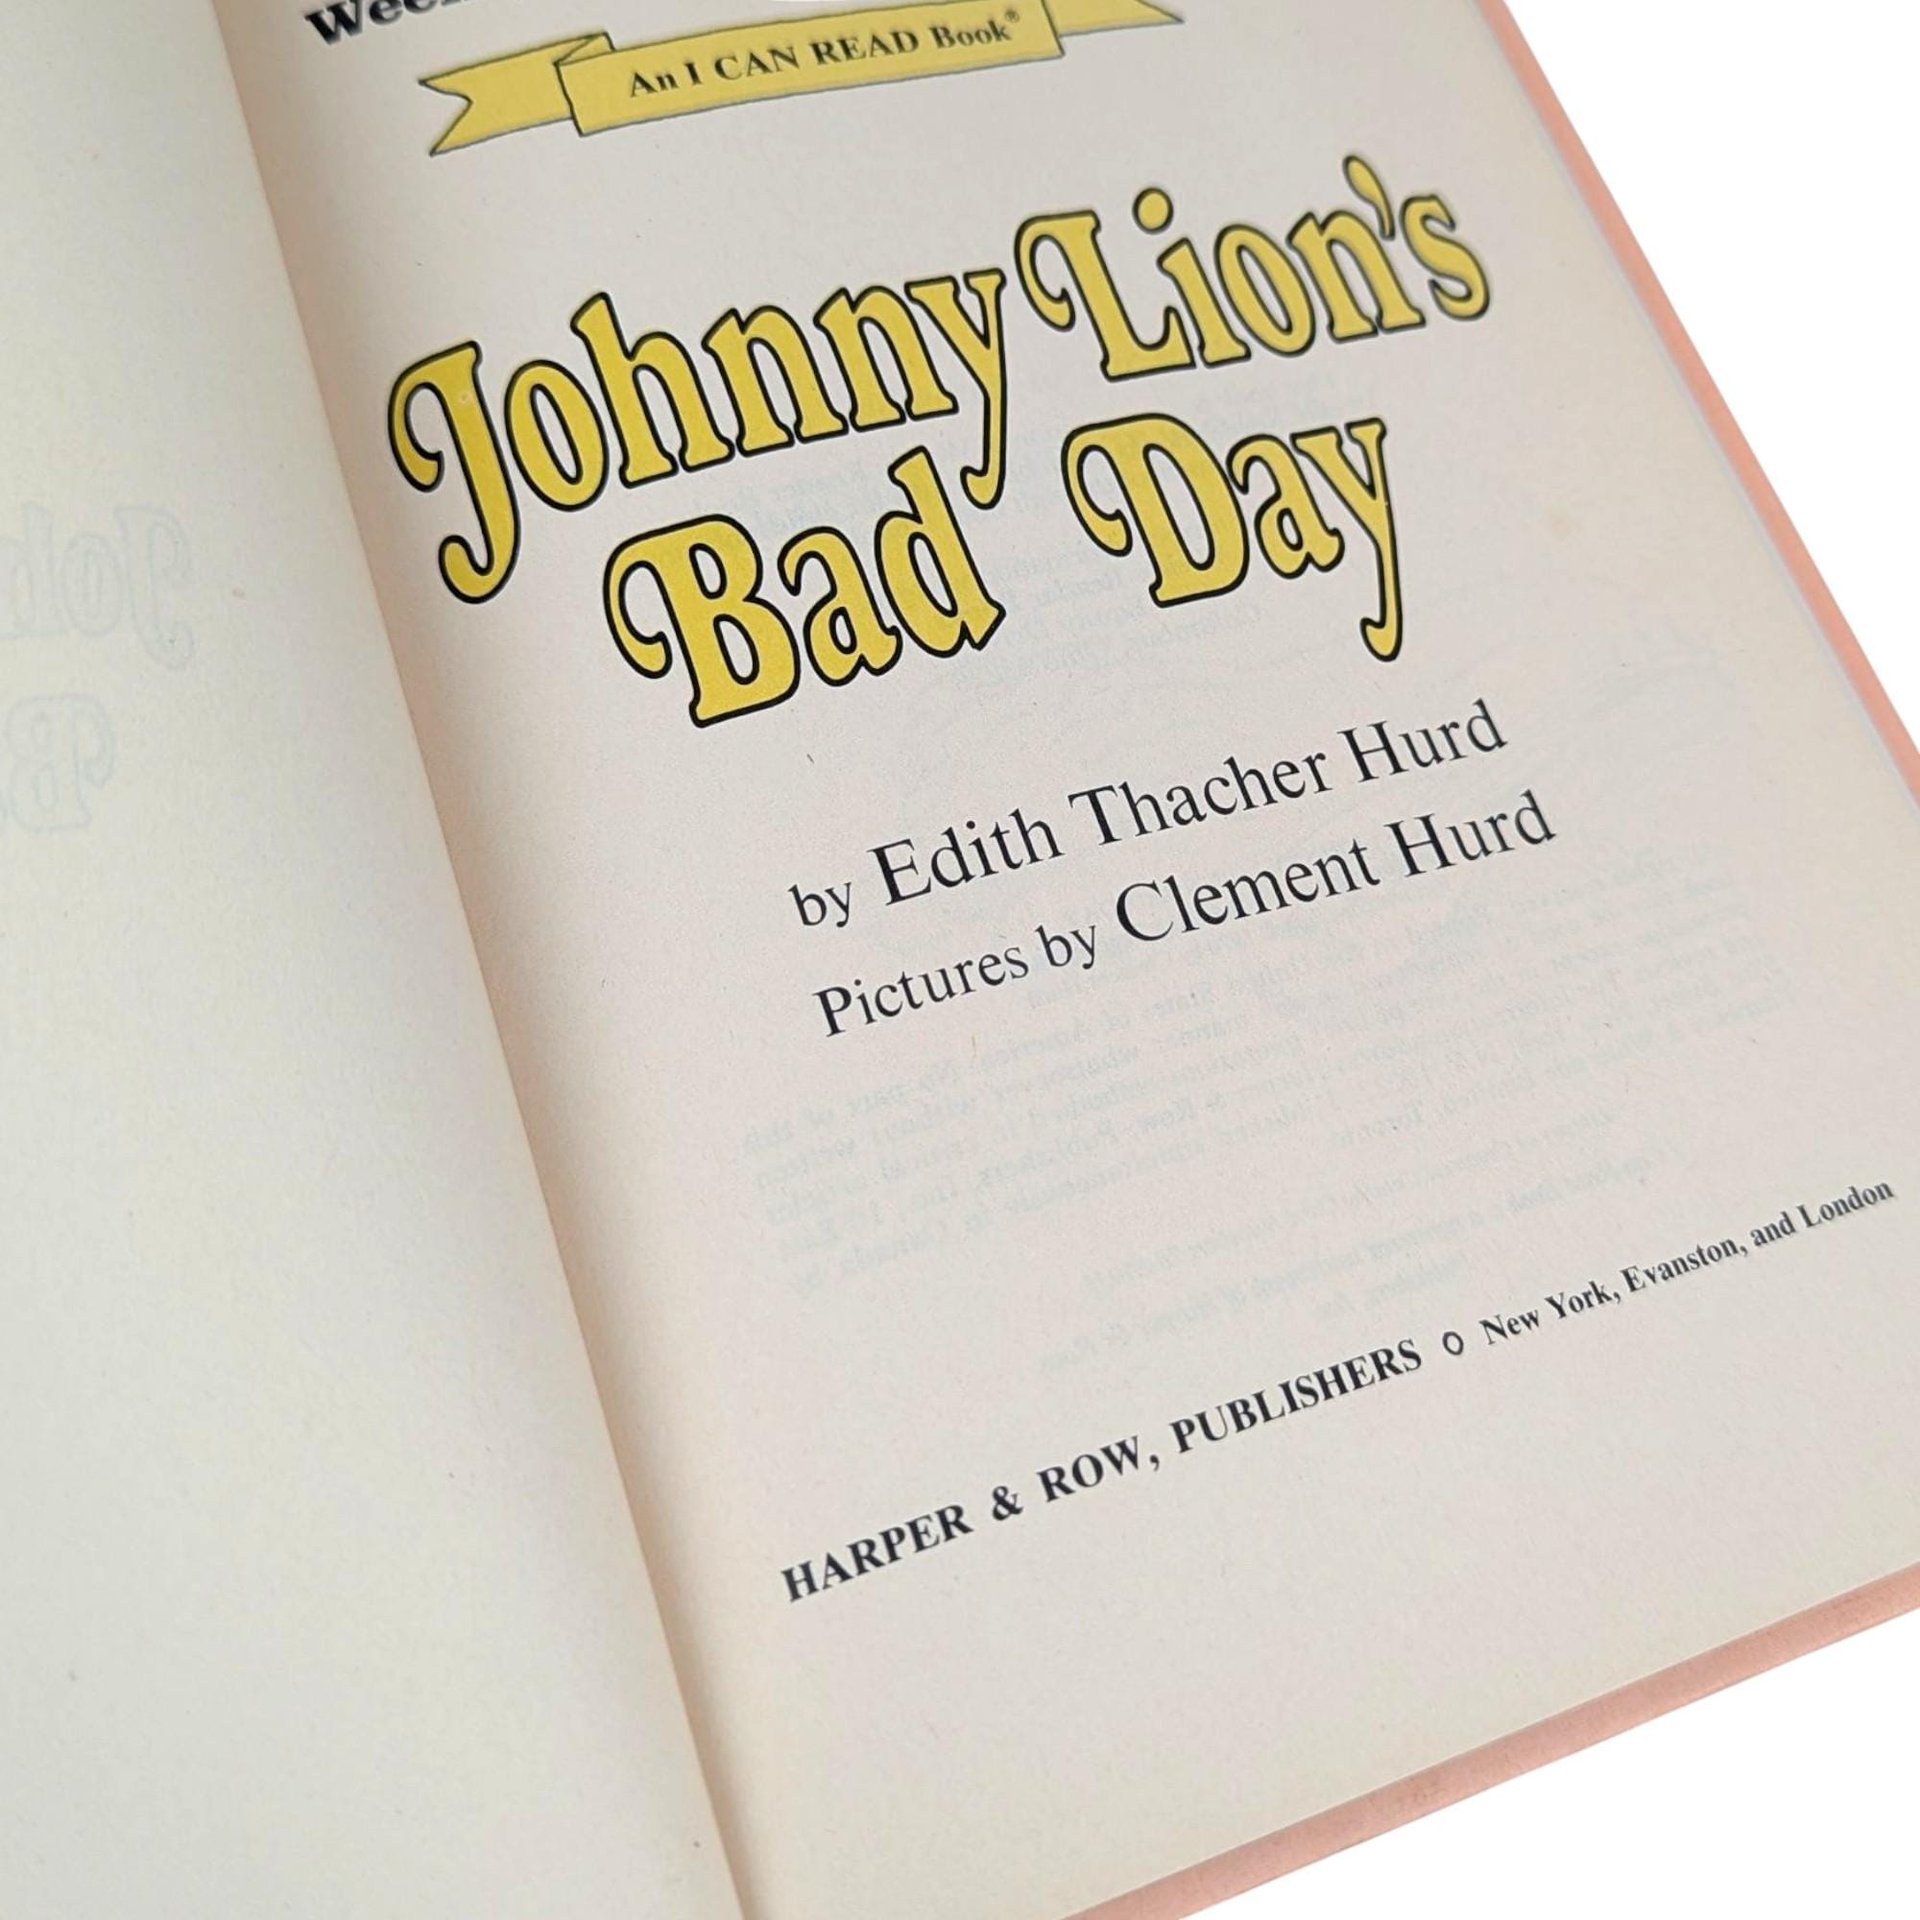 An I CAN READ Book®
Johnny Lion's
Bad Day
by Edith Thacher Hurd
Pictures by Clement Hurd
HARPER & ROW, PUBLISHERS
New York, Evanston, and London